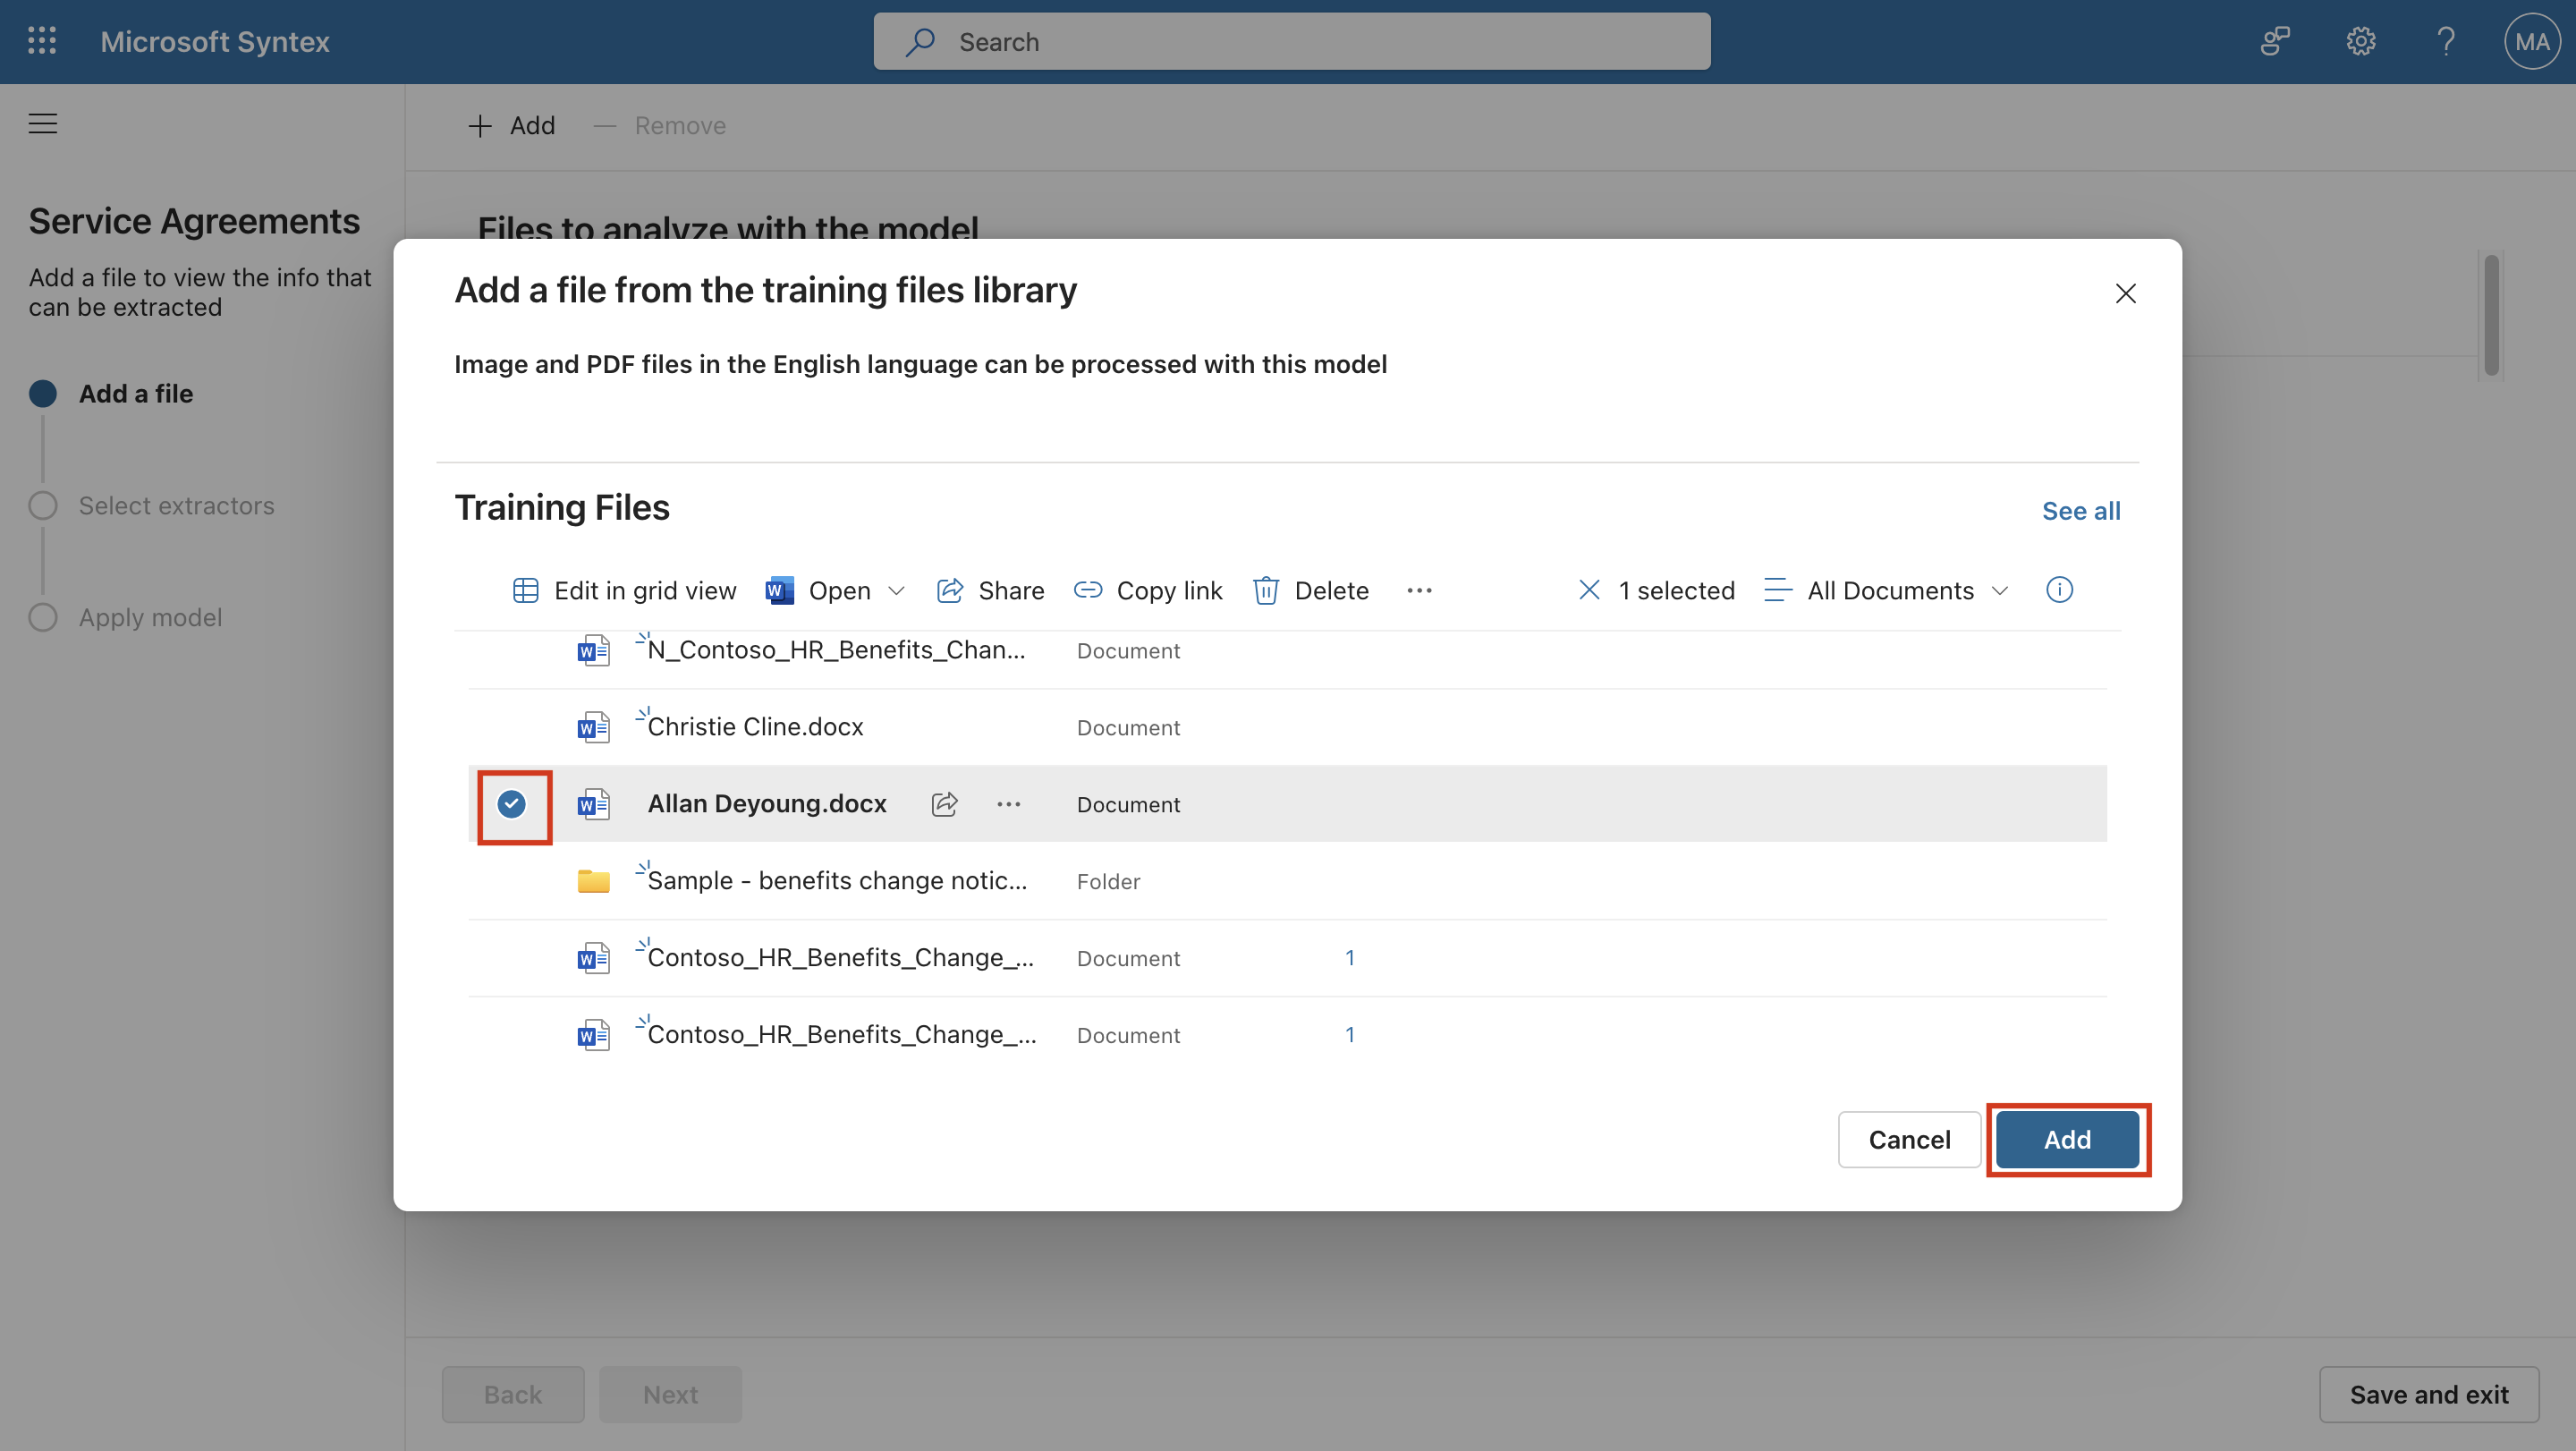 Microsoft Syntex
Search
MA
Add
Remove
Service Agreements
Add a file to view the info that
can be extracted
Add a file
Select extractors
Apply model
Files to analyze with the model
Add a file from the training files library
Image and PDF files in the English language can be processed with this model
Training Files
See all
Edit in grid view
Open
Share
Copy link
Delete
1 selected
All Documents
N_Contoso_HR_Benefits_Chan... Document
Christie Cline.docx Document
Allan Deyoung.docx Document
Sample - benefits change notic... Folder
Contoso_HR_Benefits_Change_... Document 1
Contoso_HR_Benefits_Change_... Document 1
Cancel
Add
Back
Next
Save and exit